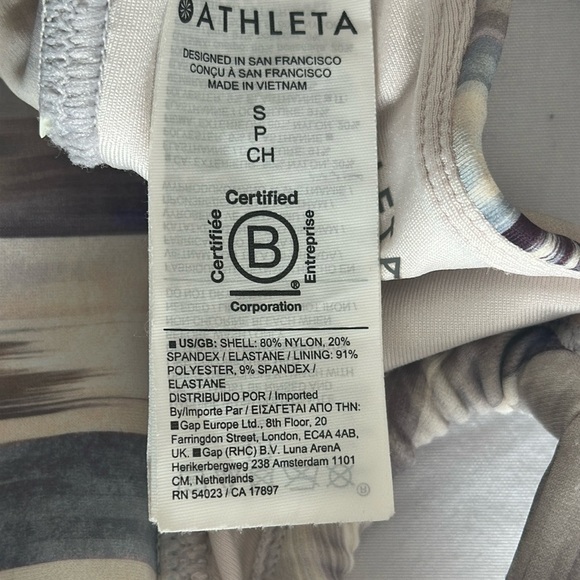 ATHLETA
DESIGNED IN SAN FRANCISCO
CONÇU À SAN FRANCISCO
MADE IN VIETNAM
S
P
CH
Certified
Certifiée
B
Entreprise
®
Corporation
■ US/GB: SHELL: 80% NYLON, 20%
SPANDEX / ELASTANE / LINING: 91%
POLYESTER, 9% SPANDEX /
ELASTANE
DISTRIBUIDO POR / Imported
By/Importe Par / ΕΙΣΑΓΕΤΑΙ ΑΠΟ ΤΗΝ:
■Gap Europe Ltd., 8th Floor, 20
Farringdon Street, London, EC4A 4AB,
UK. ■Gap (RHC) B.V. Luna ArenA
Herikerbergweg 238 Amsterdam 1101
CM, Netherlands
RN 54023 / CA 17897
®